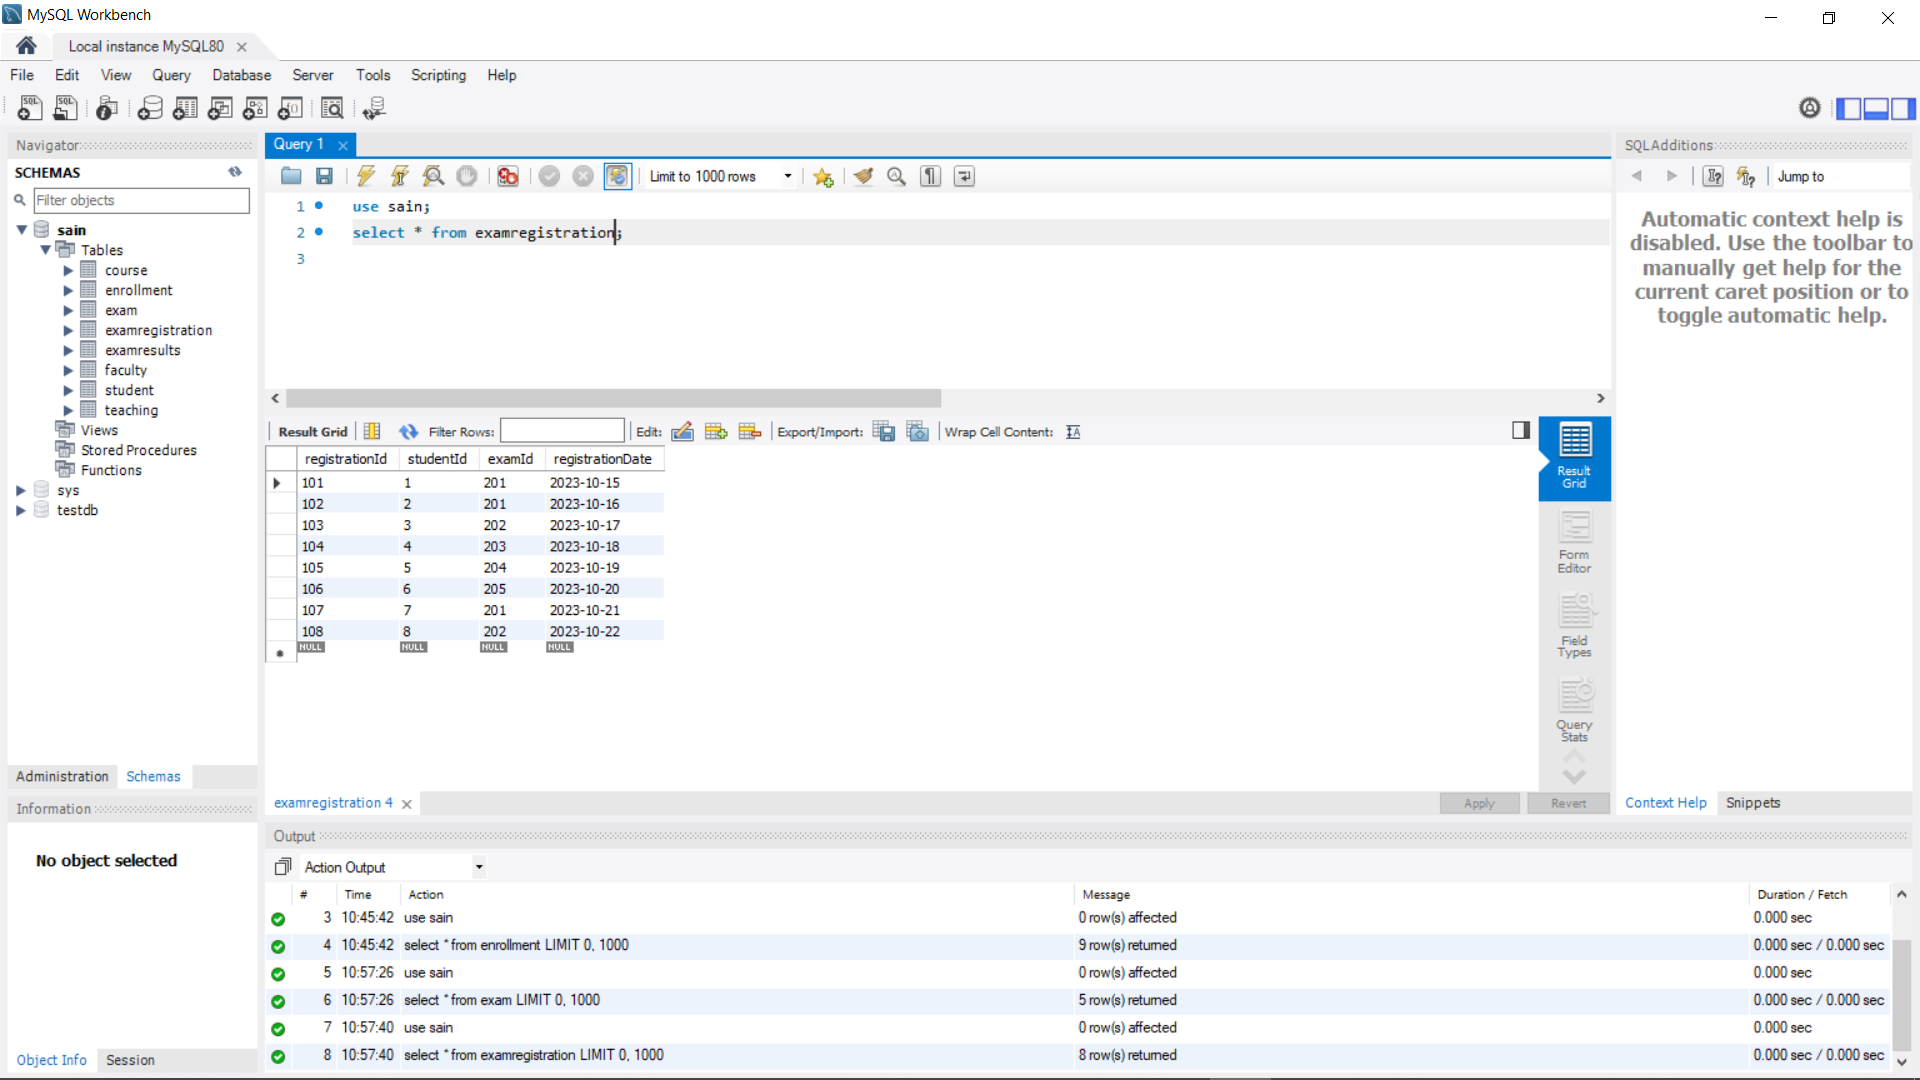 MySQL Workbench
Local instance MySQL80
File Edit View Query Database Server Tools Scripting Help
Navigator
SCHEMAS
Filter objects
sain
Tables
course
enrollment
exam
examregistration
examresults
faculty
student
teaching
Views
Stored Procedures
Functions
sys
testdb
Administration Schemas
Information
No object selected
Object Info Session
Query 1
Limit to 1000 rows
1 use sain;
2 select * from examregistration;
3
Result Grid Filter Rows: Edit: Export/Import: Wrap Cell Content:
registrationId studentId examId registrationDate
101 1 201 2023-10-15
102 2 201 2023-10-16
103 3 202 2023-10-17
104 4 203 2023-10-18
105 5 204 2023-10-19
106 6 205 2023-10-20
107 7 201 2023-10-21
108 8 202 2023-10-22
NULL NULL NULL NULL
Result
Grid
Form
Editor
Field
Types
Query
Stats
examregistration 4
Apply Revert
SQLAdditions
Jump to
Automatic context help is
disabled. Use the toolbar to
manually get help for the
current caret position or to
toggle automatic help.
Context Help Snippets
Output
Action Output
# Time Action Message Duration / Fetch
3 10:45:42 use sain 0 row(s) affected 0.000 sec
4 10:45:42 select * from enrollment LIMIT 0, 1000 9 row(s) returned 0.000 sec / 0.000 sec
5 10:57:26 use sain 0 row(s) affected 0.000 sec
6 10:57:26 select * from exam LIMIT 0, 1000 5 row(s) returned 0.000 sec / 0.000 sec
7 10:57:40 use sain 0 row(s) affected 0.000 sec
8 10:57:40 select * from examregistration LIMIT 0, 1000 8 row(s) returned 0.000 sec / 0.000 sec